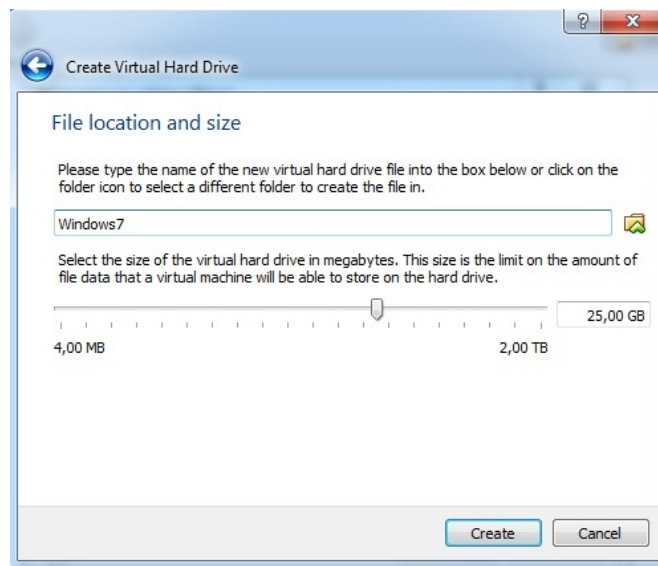 Create Virtual Hard Drive
File location and size
Please type the name of the new virtual hard drive file into the box below or click on the
folder icon to select a different folder to create the file in.
Windows7
Select the size of the virtual hard drive in megabytes. This size is the limit on the amount of
file data that a virtual machine will be able to store on the hard drive.
25,00 GB
4,00 MB
2,00 TB
Create
Cancel